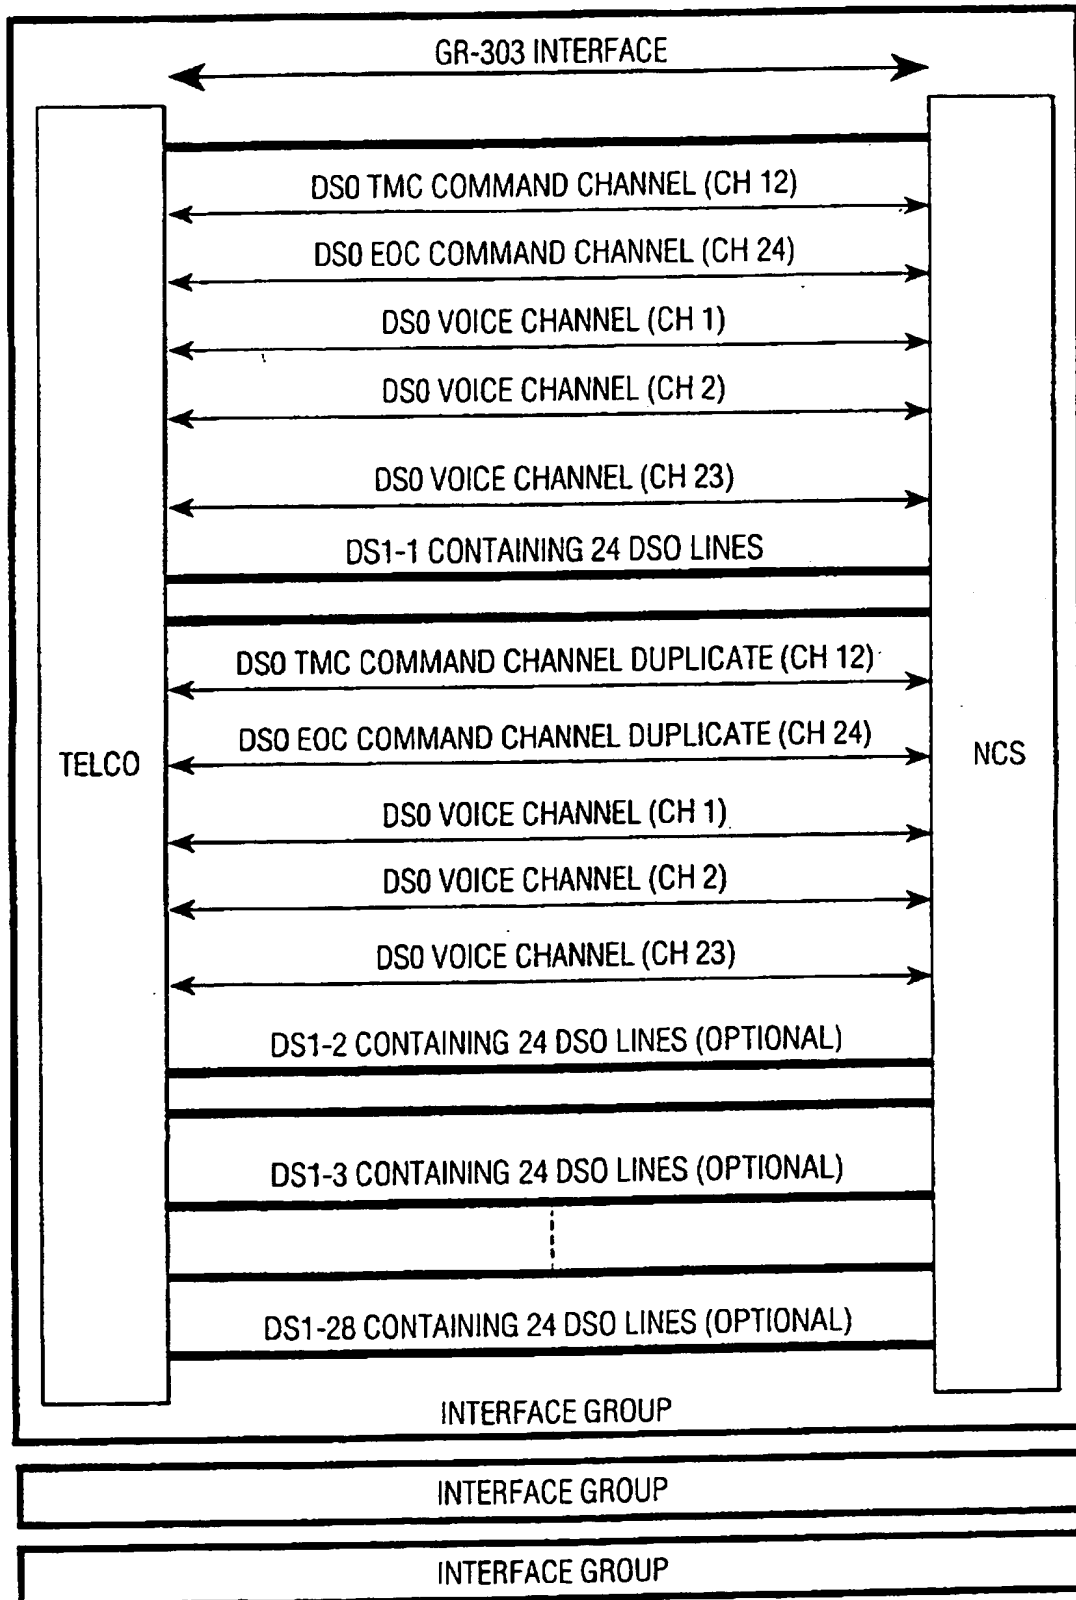 GR-303 INTERFACE
DS0 TMC COMMAND CHANNEL (CH 12)
DS0 EOC COMMAND CHANNEL (CH 24)
DS0 VOICE CHANNEL (CH 1)
DS0 VOICE CHANNEL (CH 2)
DS0 VOICE CHANNEL (CH 23)
DS1-1 CONTAINING 24 DSO LINES
DS0 TMC COMMAND CHANNEL DUPLICATE (CH 12)
DS0 EOC COMMAND CHANNEL DUPLICATE (CH 24)
TELCO
NCS
DS0 VOICE CHANNEL (CH 1)
DS0 VOICE CHANNEL (CH 2)
DS0 VOICE CHANNEL (CH 23)
DS1-2 CONTAINING 24 DSO LINES (OPTIONAL)
DS1-3 CONTAINING 24 DSO LINES (OPTIONAL)
DS1-28 CONTAINING 24 DSO LINES (OPTIONAL)
INTERFACE GROUP
INTERFACE GROUP
INTERFACE GROUP